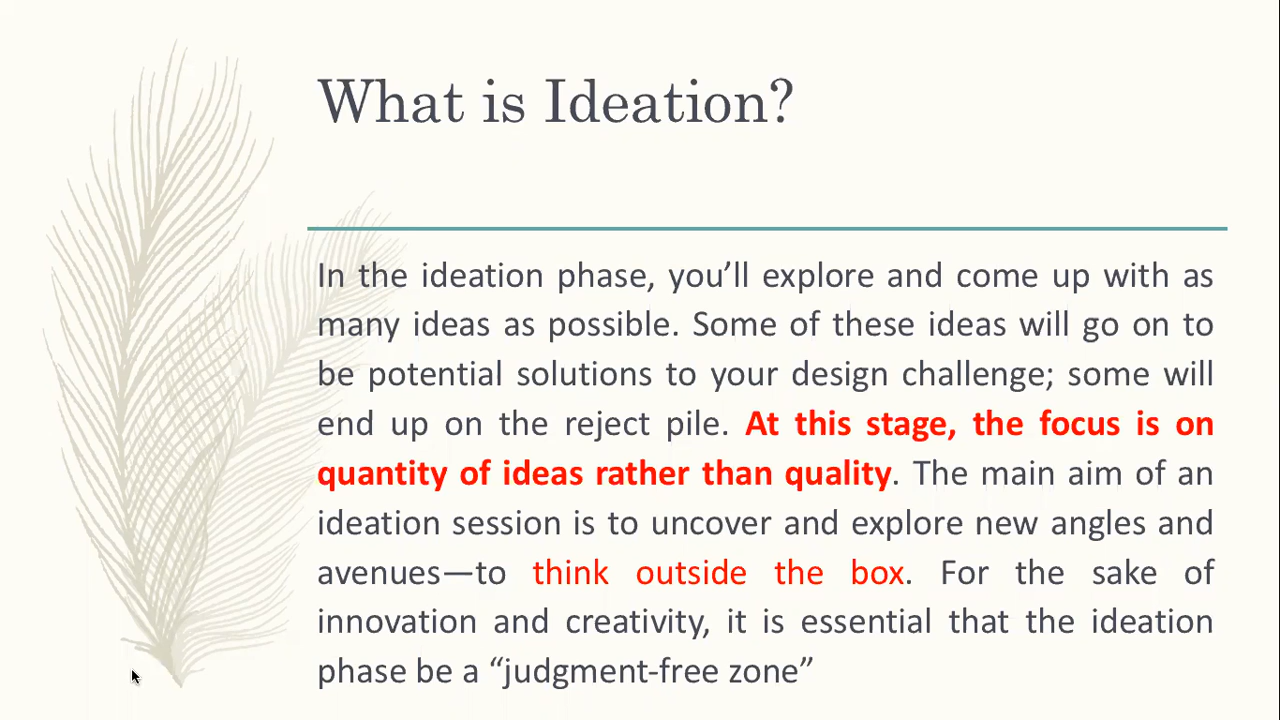 What is Ideation?
In the ideation phase, you’ll explore and come up with as
many ideas as possible. Some of these ideas will go on to
be potential solutions to your design challenge; some will
end up on the reject pile. At this stage, the focus is on
quantity of ideas rather than quality. The main aim of an
ideation session is to uncover and explore new angles and
avenues—to think outside the box. For the sake of
innovation and creativity, it is essential that the ideation
phase be a “judgment-free zone”